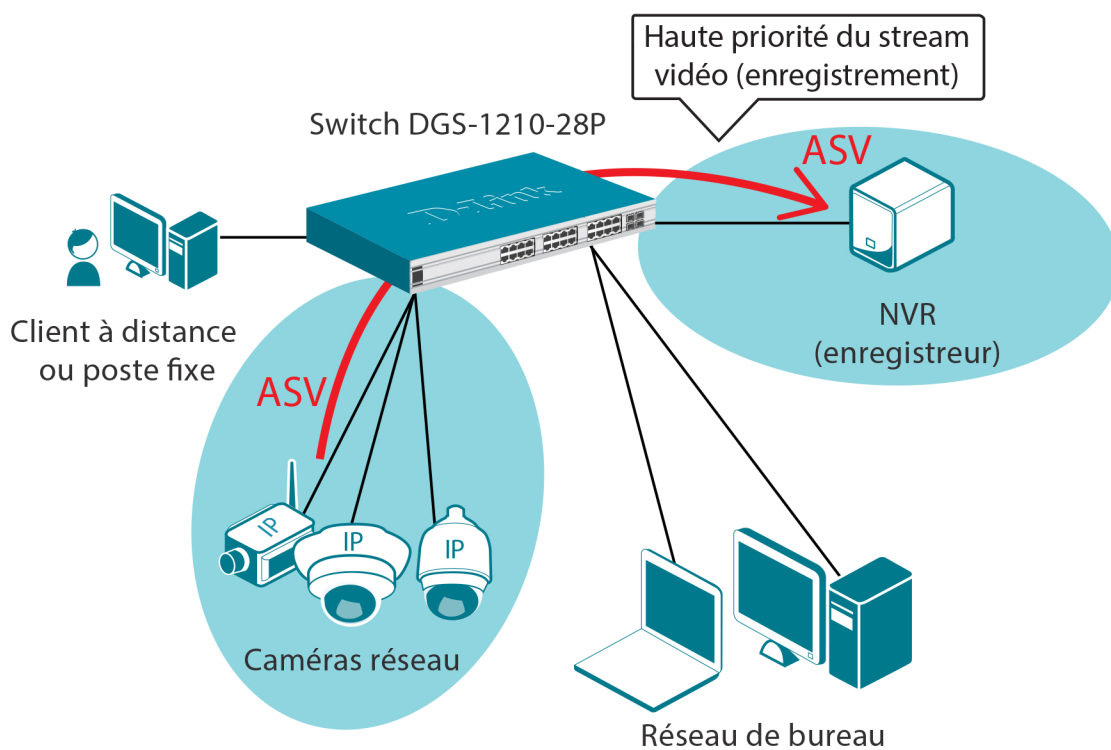 Haute priorité du stream
vidéo (enregistrement)
Switch DGS-1210-28P
ASV
D-Link
Client à distance
ou poste fixe
NVR
(enregistreur)
ASV
IP
IP
IP
Caméras réseau
Réseau de bureau